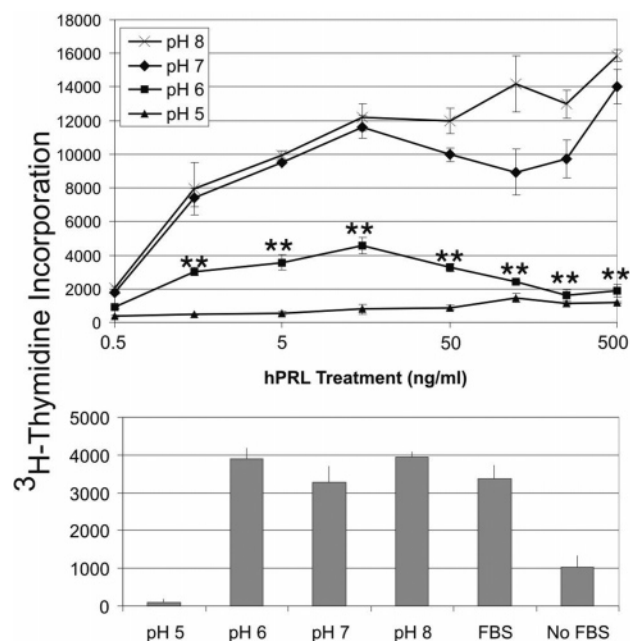 18000
16000
14000
12000
10000
8000
6000
4000
2000
0
pH 8
pH 7
pH 6
pH 5
** ** ** ** ** ** **
0.5 5 50 500
hPRL Treatment (ng/ml)
³H-Thymidine Incorporation
5000
4000
3000
2000
1000
0
pH 5 pH 6 pH 7 pH 8 FBS No FBS